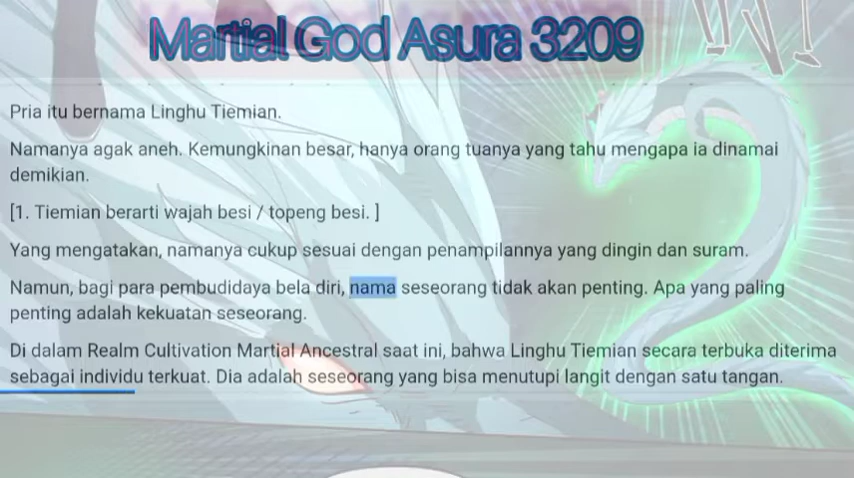 Martial God Asura 3209
Pria itu bernama Linghu Tiemian.
Namanya agak aneh. Kemungkinan besar, hanya orang tuanya yang tahu mengapa ia dinamai
demikian.
[1. Tiemian berarti wajah besi / topeng besi. ]
Yang mengatakan, namanya cukup sesuai dengan penampilannya yang dingin dan suram.
Namun, bagi para pembudidaya bela diri, nama seseorang tidak akan penting. Apa yang paling
penting adalah kekuatan seseorang.
Di dalam Realm Cultivation Martial Ancestral saat ini, bahwa Linghu Tiemian secara terbuka diterima
sebagai individu terkuat. Dia adalah seseorang yang bisa menutupi langit dengan satu tangan.